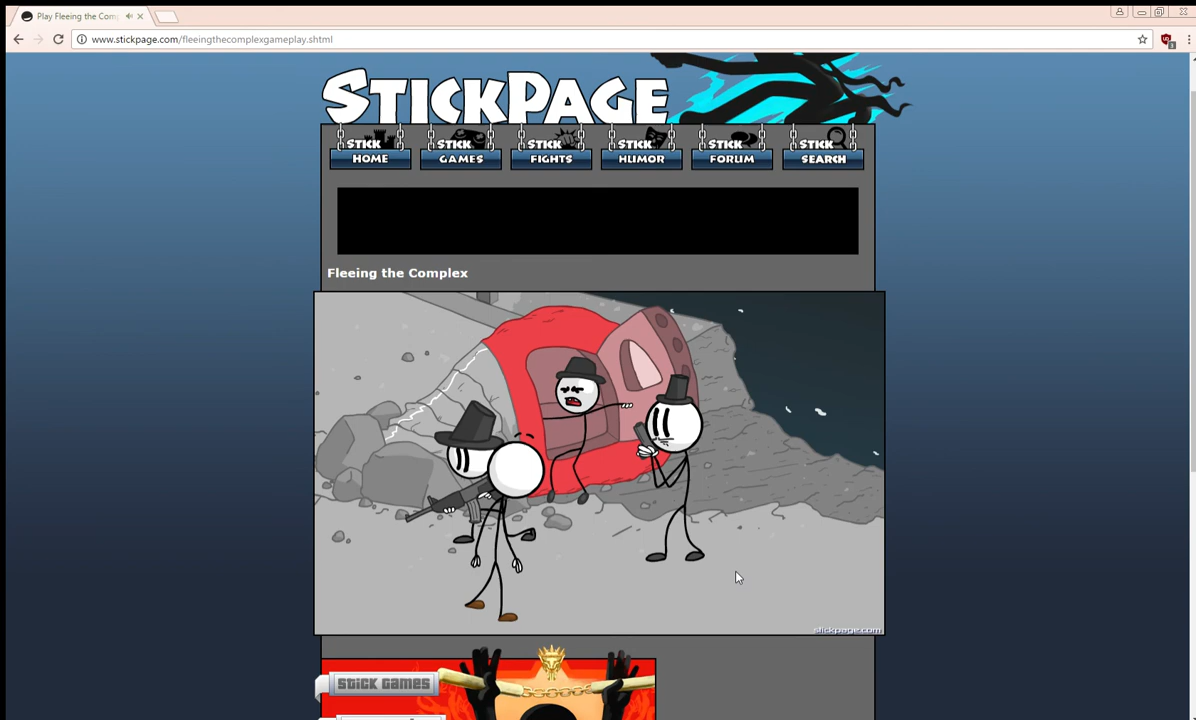 Play Fleeing the Com
www.stickpage.com/fleeingthecomplexgameplay.shtml
STICKPAGE
STICK HOME
STICK GAMES
STICK FIGHTS
STICK HUMOR
STICK FORUM
STICK SEARCH
Fleeing the Complex
stickpage.com
STICK GAMES